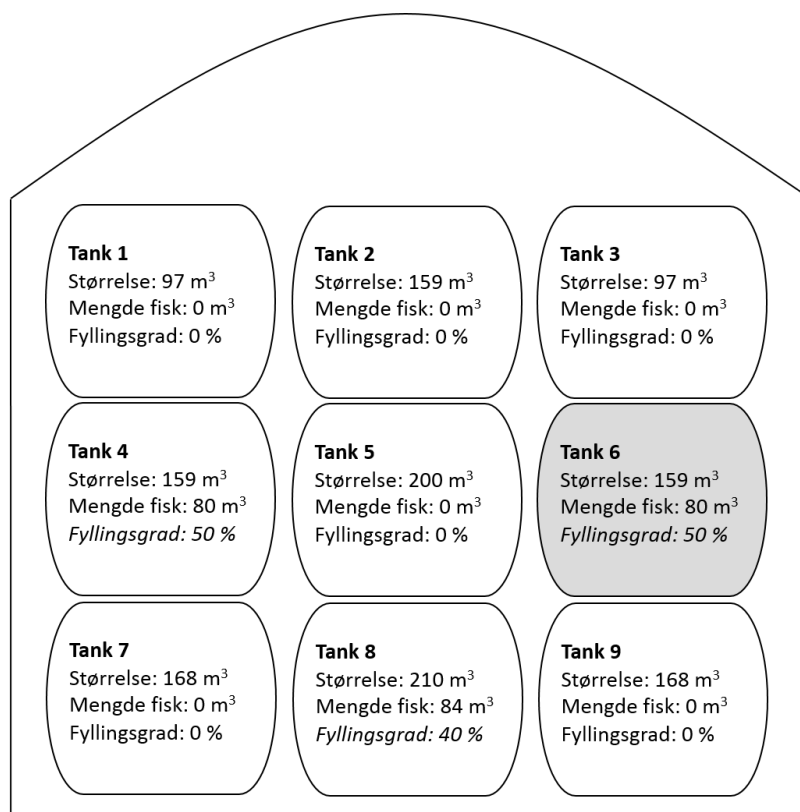 Tank 1
Størrelse: 97 m³
Mengde fisk: 0 m³
Fyllingsgrad: 0 %
Tank 2
Størrelse: 159 m³
Mengde fisk: 0 m³
Fyllingsgrad: 0 %
Tank 3
Størrelse: 97 m³
Mengde fisk: 0 m³
Fyllingsgrad: 0 %
Tank 4
Størrelse: 159 m³
Mengde fisk: 80 m³
Fyllingsgrad: 50 %
Tank 5
Størrelse: 200 m³
Mengde fisk: 0 m³
Fyllingsgrad: 0 %
Tank 6
Størrelse: 159 m³
Mengde fisk: 80 m³
Fyllingsgrad: 50 %
Tank 7
Størrelse: 168 m³
Mengde fisk: 0 m³
Fyllingsgrad: 0 %
Tank 8
Størrelse: 210 m³
Mengde fisk: 84 m³
Fyllingsgrad: 40 %
Tank 9
Størrelse: 168 m³
Mengde fisk: 0 m³
Fyllingsgrad: 0 %